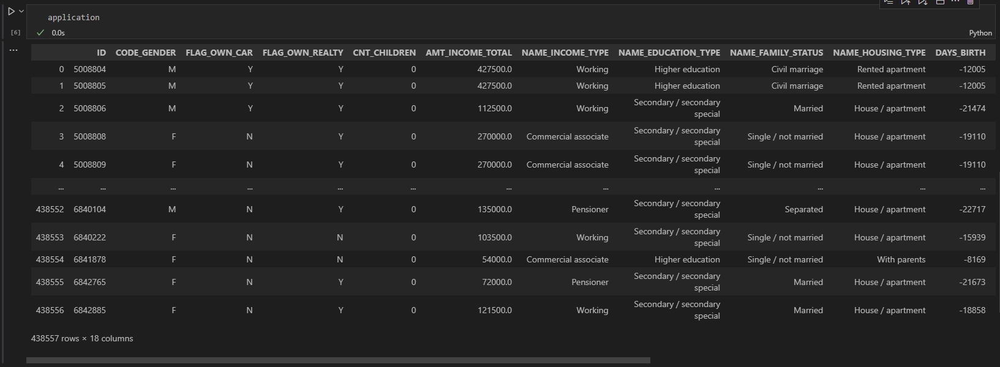 application
[6]
0.0s
Python
...
ID CODE_GENDER FLAG_OWN_CAR FLAG_OWN_REALTY CNT_CHILDREN AMT_INCOME_TOTAL NAME_INCOME_TYPE NAME_EDUCATION_TYPE NAME_FAMILY_STATUS NAME_HOUSING_TYPE DAYS_BIRTH
0 5008804 M Y Y 0 427500.0 Working Higher education Civil marriage Rented apartment -12005
1 5008805 M Y Y 0 427500.0 Working Higher education Civil marriage Rented apartment -12005
2 5008806 M Y Y 0 112500.0 Working Secondary / secondary special Married House / apartment -21474
3 5008808 F N Y 0 270000.0 Commercial associate Secondary / secondary special Single / not married House / apartment -19110
4 5008809 F N Y 0 270000.0 Commercial associate Secondary / secondary special Single / not married House / apartment -19110
... ... ... ... ... ... ... ... ... ... ... ...
438552 6840104 M N Y 0 135000.0 Pensioner Secondary / secondary special Separated House / apartment -22717
438553 6840222 F N N 0 103500.0 Working Secondary / secondary special Single / not married House / apartment -15939
438554 6841878 F N N 0 54000.0 Commercial associate Higher education Single / not married With parents -8169
438555 6842765 F N Y 0 72000.0 Pensioner Secondary / secondary special Married House / apartment -21673
438556 6842885 F N Y 0 121500.0 Working Secondary / secondary special Married House / apartment -18858
438557 rows × 18 columns